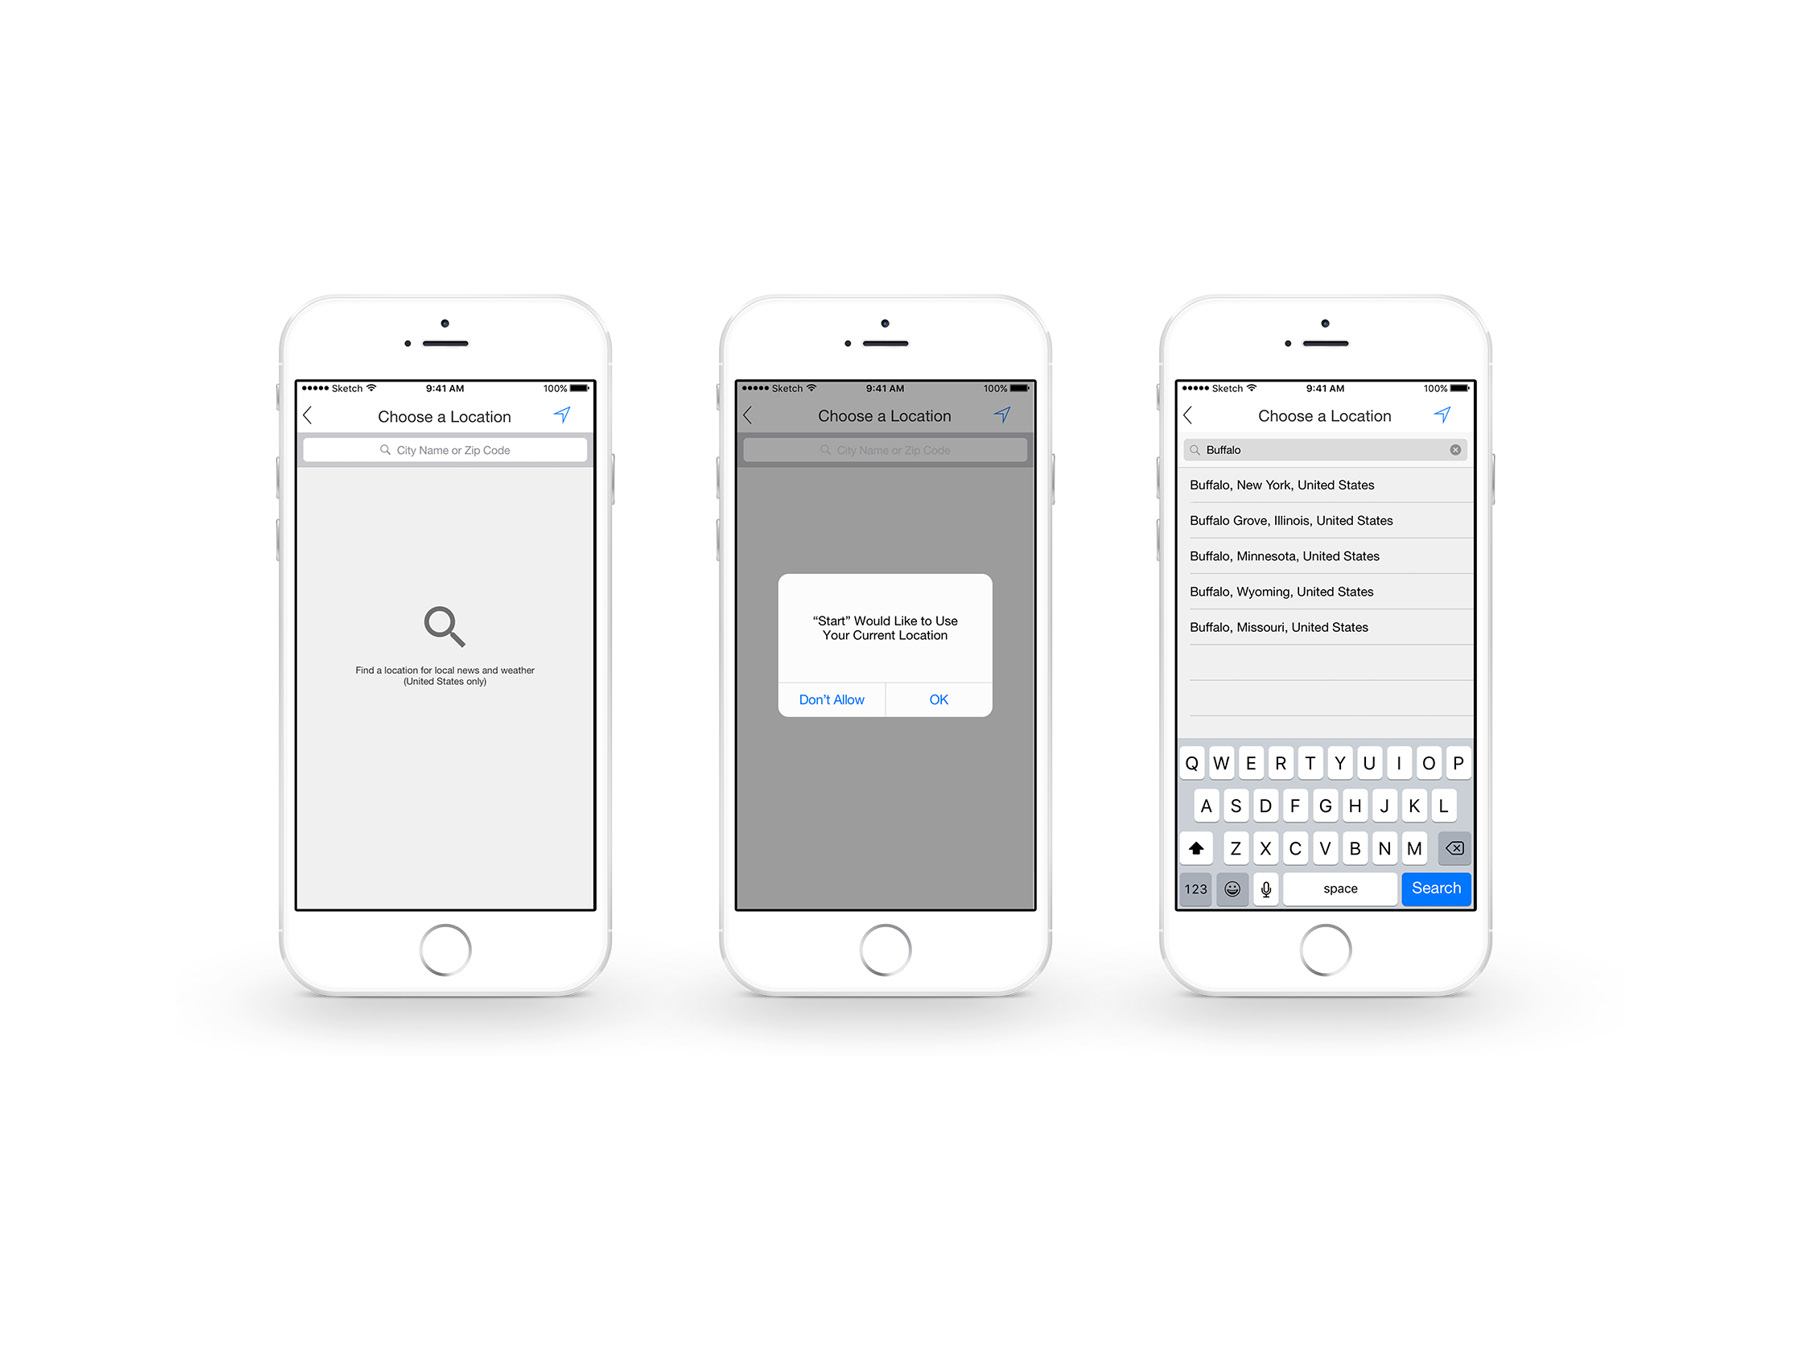 Sketch 9:41 AM 100%
Choose a Location
City Name or Zip Code
Find a location for local news and weather
(United States only)
Sketch 9:41 AM 100%
Choose a Location
City Name or Zip Code
“Start” Would Like to Use
Your Current Location
Don’t Allow OK
Sketch 9:41 AM 100%
Choose a Location
Buffalo
Buffalo, New York, United States
Buffalo Grove, Illinois, United States
Buffalo, Minnesota, United States
Buffalo, Wyoming, United States
Buffalo, Missouri, United States
Q W E R T Y U I O P
A S D F G H J K L
Z X C V B N M
123 space Search